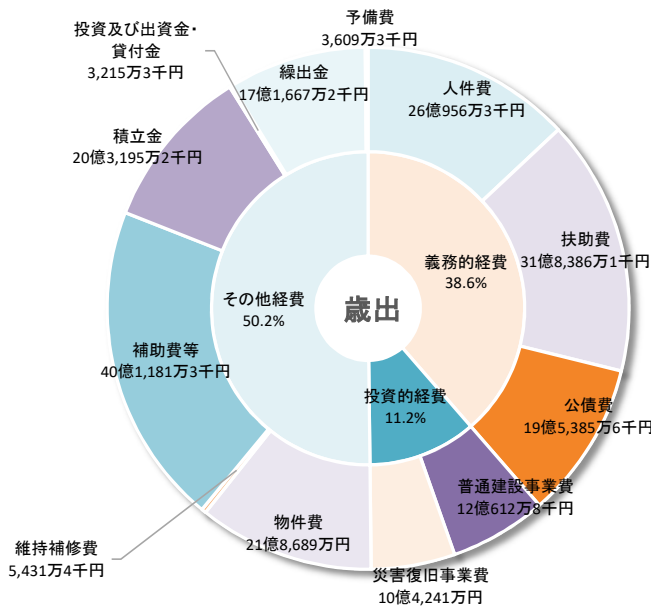 予備費
3,609万3千円
人件費
26億956万3千円
扶助費
31億8,386万1千円
公債費
19億5,385万6千円
普通建設事業費
12億612万8千円
災害復旧事業費
10億4,241万円
物件費
21億8,689万円
維持補修費
5,431万4千円
補助費等
40億1,181万3千円
積立金
20億3,195万2千円
投資及び出資金・
貸付金
3,215万3千円
繰出金
17億1,667万2千円
義務的経費
38.6%
投資的経費
11.2%
その他経費
50.2%
歳出